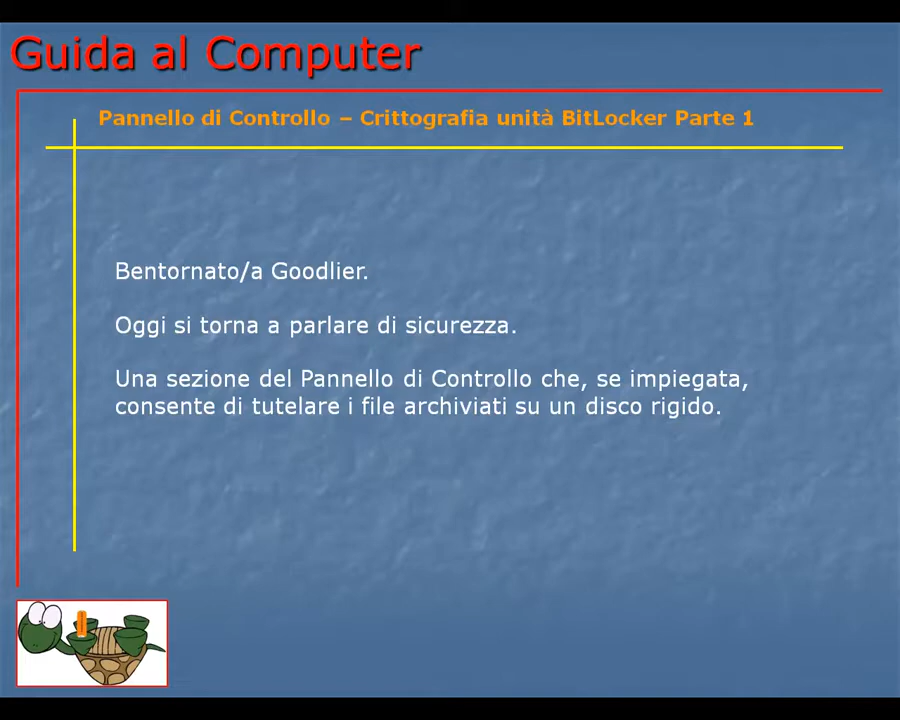 Guida al Computer
Pannello di Controllo – Crittografia unità BitLocker Parte 1
Bentornato/a Goodlier.
Oggi si torna a parlare di sicurezza.
Una sezione del Pannello di Controllo che, se impiegata,
consente di tutelare i file archiviati su un disco rigido.